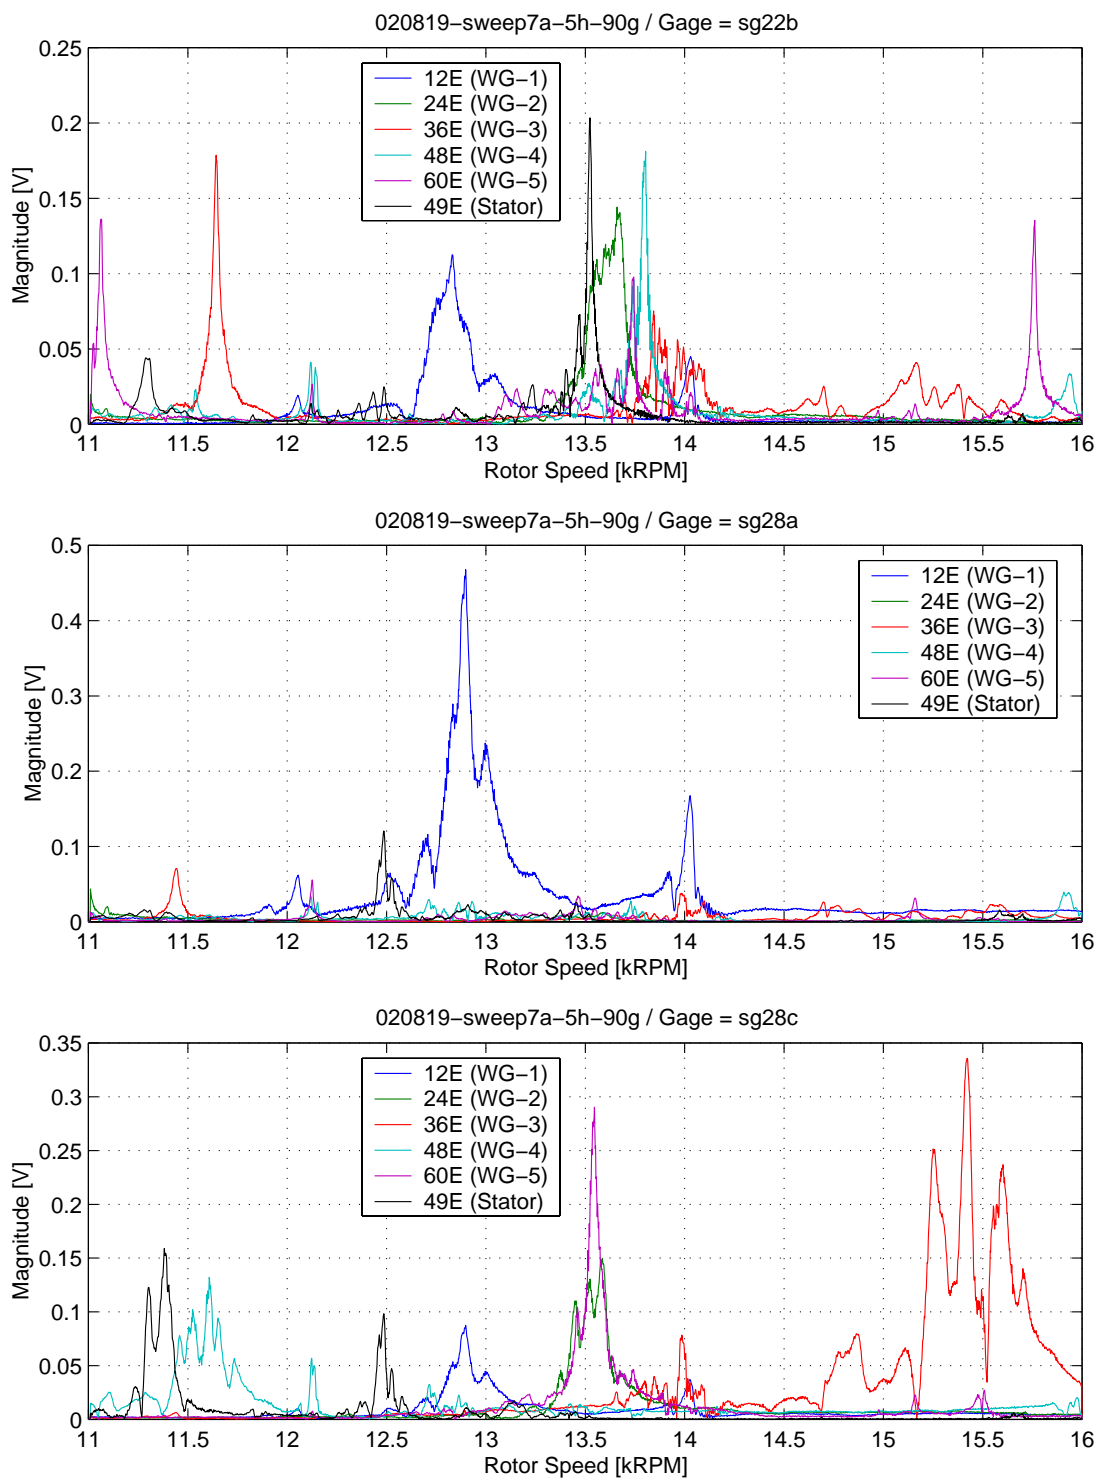 020819−sweep7a−5h−90g / Gage = sg22b
0.25
0.2
0.15
0.1
0.05
0
Magnitude [V]
12E (WG−1)
24E (WG−2)
36E (WG−3)
48E (WG−4)
60E (WG−5)
49E (Stator)
11 11.5 12 12.5 13 13.5 14 14.5 15 15.5 16
Rotor Speed [kRPM]
020819−sweep7a−5h−90g / Gage = sg28a
0.5
0.4
0.3
0.2
0.1
0
Magnitude [V]
12E (WG−1)
24E (WG−2)
36E (WG−3)
48E (WG−4)
60E (WG−5)
49E (Stator)
11 11.5 12 12.5 13 13.5 14 14.5 15 15.5 16
Rotor Speed [kRPM]
020819−sweep7a−5h−90g / Gage = sg28c
0.35
0.3
0.25
0.2
0.15
0.1
0.05
0
Magnitude [V]
12E (WG−1)
24E (WG−2)
36E (WG−3)
48E (WG−4)
60E (WG−5)
49E (Stator)
11 11.5 12 12.5 13 13.5 14 14.5 15 15.5 16
Rotor Speed [kRPM]